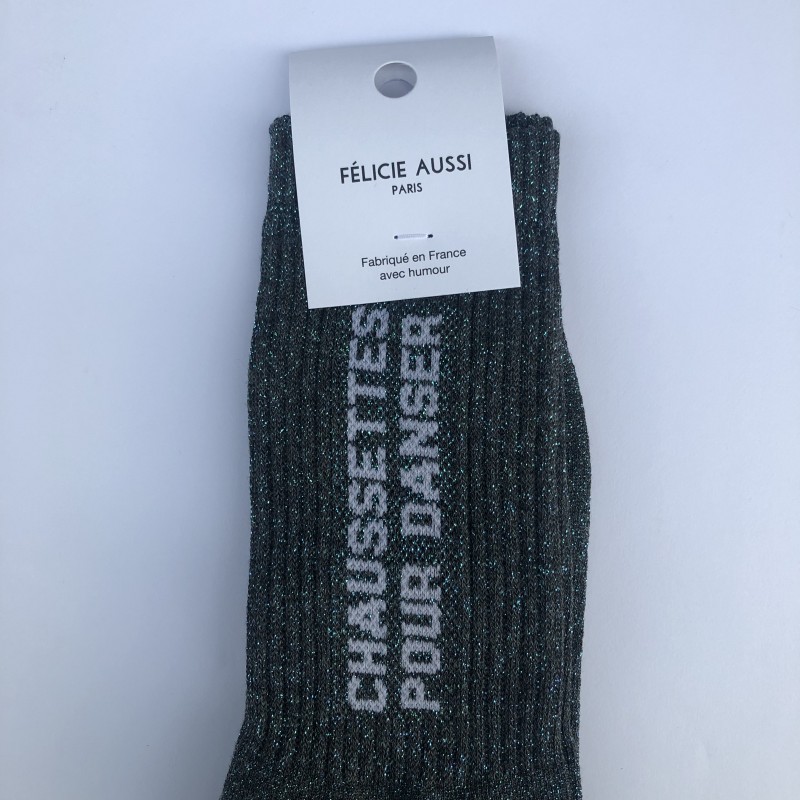 FÉLICIE AUSSI
PARIS
Fabriqué en France
avec humour
CHAUSSETTES
POUR DANSER